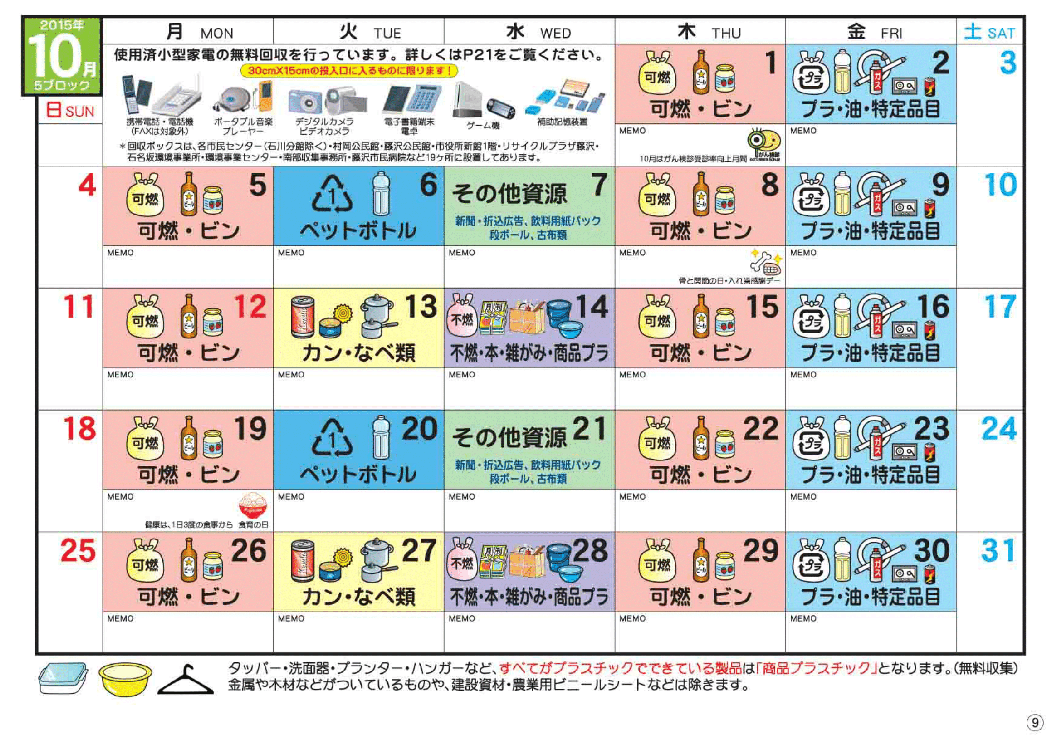 2015年
10月
5ブロック
月 MON
火 TUE
水 WED
木 THU
金 FRI
土 SAT
日 SUN
使用済小型家電の無料回収を行っています。詳しくはP21をご覧ください。
30cm×15cmの投入口に入るものに限ります!
携帯電話・電話機
(FAXは対象外)
ポータブル音楽
プレーヤー
デジタルカメラ
ビデオカメラ
電子書籍端末
電卓
ゲーム機
補助記憶装置
*回収ボックスは、各市民センター(石川分館除く)・村岡公民館・藤沢公民館・市役所新館1階・リサイクルプラザ藤沢・
石名坂環境事業所・環境事業センター・南部収集事務所・藤沢市民病院など19ヶ所に設置してあります。
可燃 1
可燃・ビン
MEMO
10月はがん検診受診率向上月間
プラ ガス 2
プラ・油・特定品目
MEMO
3
4
可燃 5
可燃・ビン
MEMO
1 6
ペットボトル
MEMO
その他資源 7
新聞・折込広告、飲料用紙パック
段ボール、古布類
MEMO
可燃 8
可燃・ビン
MEMO
骨と関節の日・入れ歯感謝デー
プラ ガス 9
プラ・油・特定品目
MEMO
10
11
可燃 12
可燃・ビン
MEMO
13
カン・なべ類
MEMO
不燃 14
不燃・本・雑がみ・商品プラ
MEMO
可燃 15
可燃・ビン
MEMO
プラ ガス 16
プラ・油・特定品目
MEMO
17
18
可燃 19
可燃・ビン
MEMO
健康は、1日3度の食事から 食育の日
1 20
ペットボトル
MEMO
その他資源 21
新聞・折込広告、飲料用紙パック
段ボール、古布類
MEMO
可燃 22
可燃・ビン
MEMO
プラ ガス 23
プラ・油・特定品目
MEMO
24
25
可燃 26
可燃・ビン
MEMO
27
カン・なべ類
MEMO
不燃 28
不燃・本・雑がみ・商品プラ
MEMO
可燃 29
可燃・ビン
MEMO
プラ ガス 30
プラ・油・特定品目
MEMO
31
タッパー・洗面器・プランター・ハンガーなど、すべてがプラスチックでできている製品は「商品プラスチック」となります。(無料収集)
金属や木材などがついているものや、建設資材・農業用ビニールシートなどは除きます。
⑨